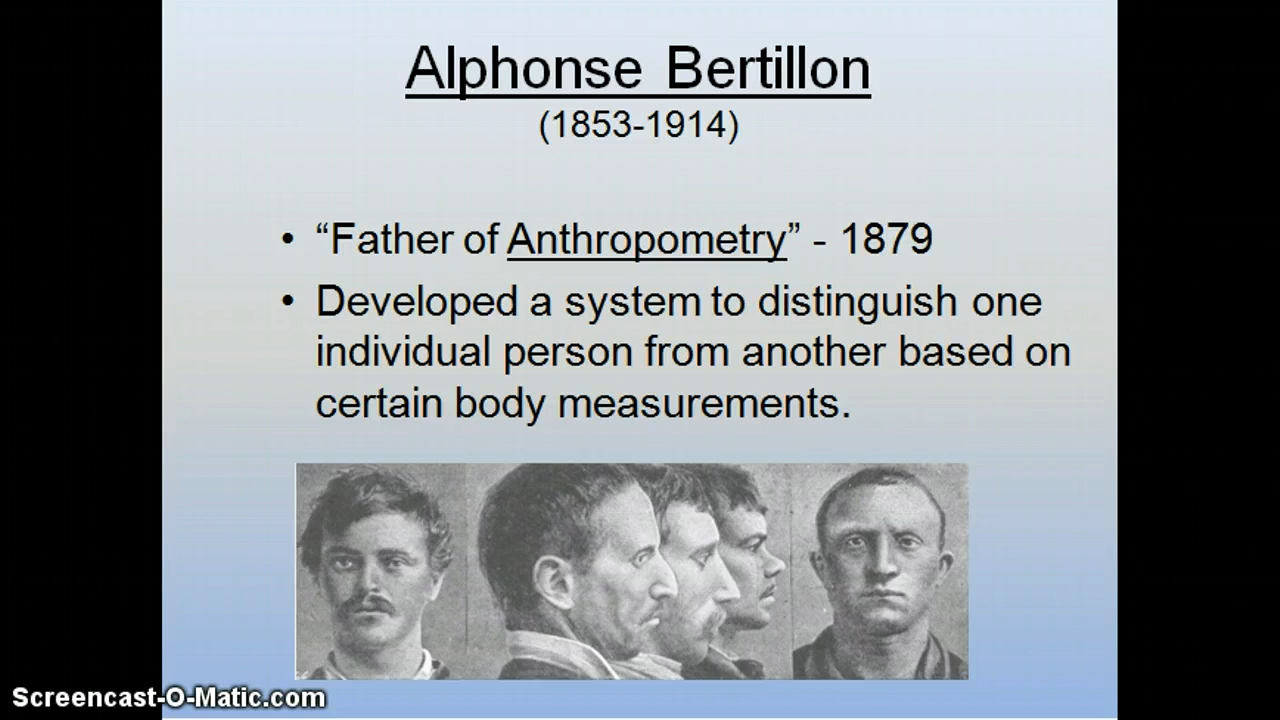 Alphonse Bertillon
(1853-1914)
• “Father of Anthropometry” - 1879
• Developed a system to distinguish one
individual person from another based on
certain body measurements.
Screencast-O-Matic.com